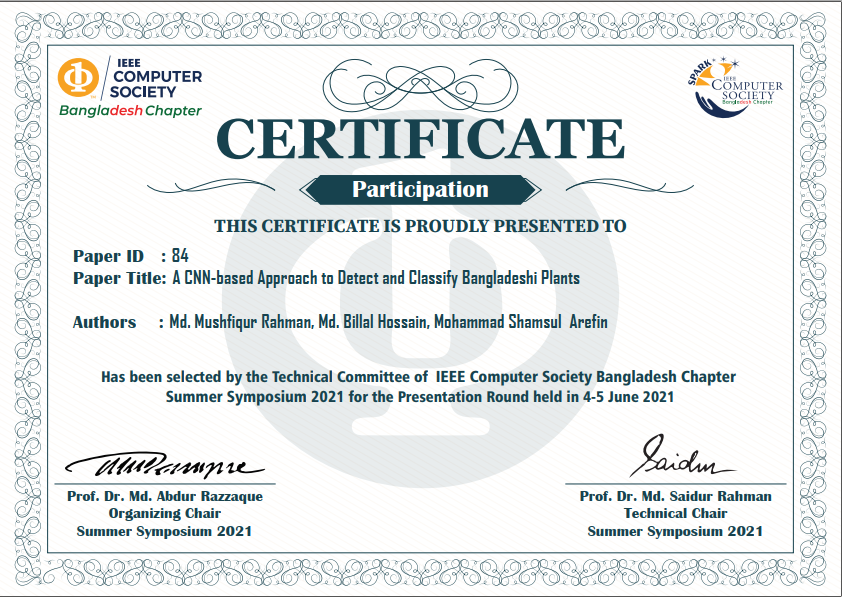 IEEE
COMPUTER
SOCIETY
Bangladesh Chapter
SPARK
IEEE
COMPUTER
SOCIETY
Bangladesh Chapter
CERTIFICATE
Participation
THIS CERTIFICATE IS PROUDLY PRESENTED TO
Paper ID : 84
Paper Title: A CNN-based Approach to Detect and Classify Bangladeshi Plants
Authors : Md. Mushfiqur Rahman, Md. Billal Hossain, Mohammad Shamsul Arefin
Has been selected by the Technical Committee of IEEE Computer Society Bangladesh Chapter
Summer Symposium 2021 for the Presentation Round held in 4-5 June 2021
Saidur
Prof. Dr. Md. Abdur Razzaque
Organizing Chair
Summer Symposium 2021
Prof. Dr. Md. Saidur Rahman
Technical Chair
Summer Symposium 2021